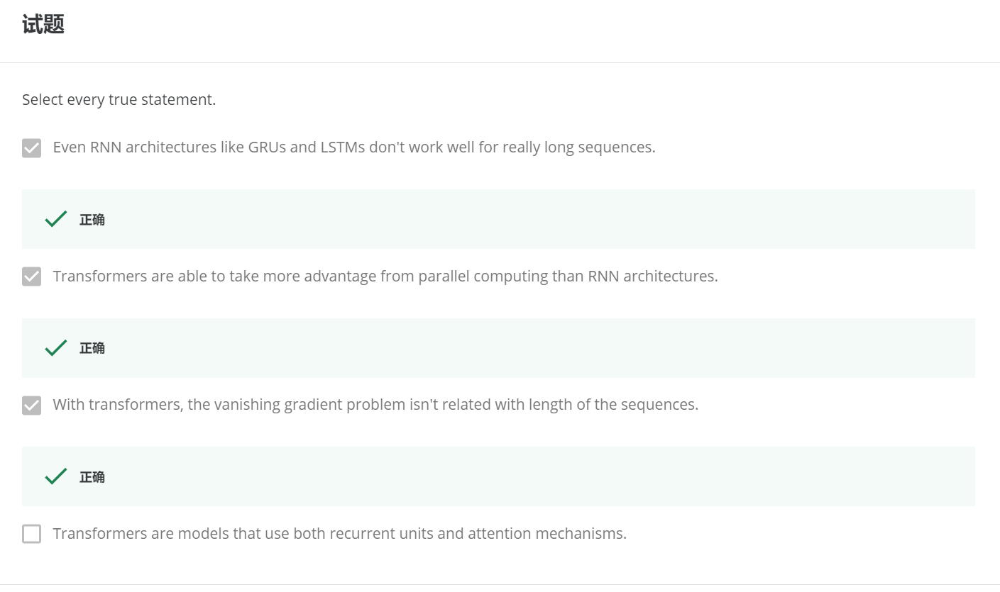 试题
Select every true statement.
Even RNN architectures like GRUs and LSTMs don't work well for really long sequences.
正确
Transformers are able to take more advantage from parallel computing than RNN architectures.
正确
With transformers, the vanishing gradient problem isn't related with length of the sequences.
正确
Transformers are models that use both recurrent units and attention mechanisms.